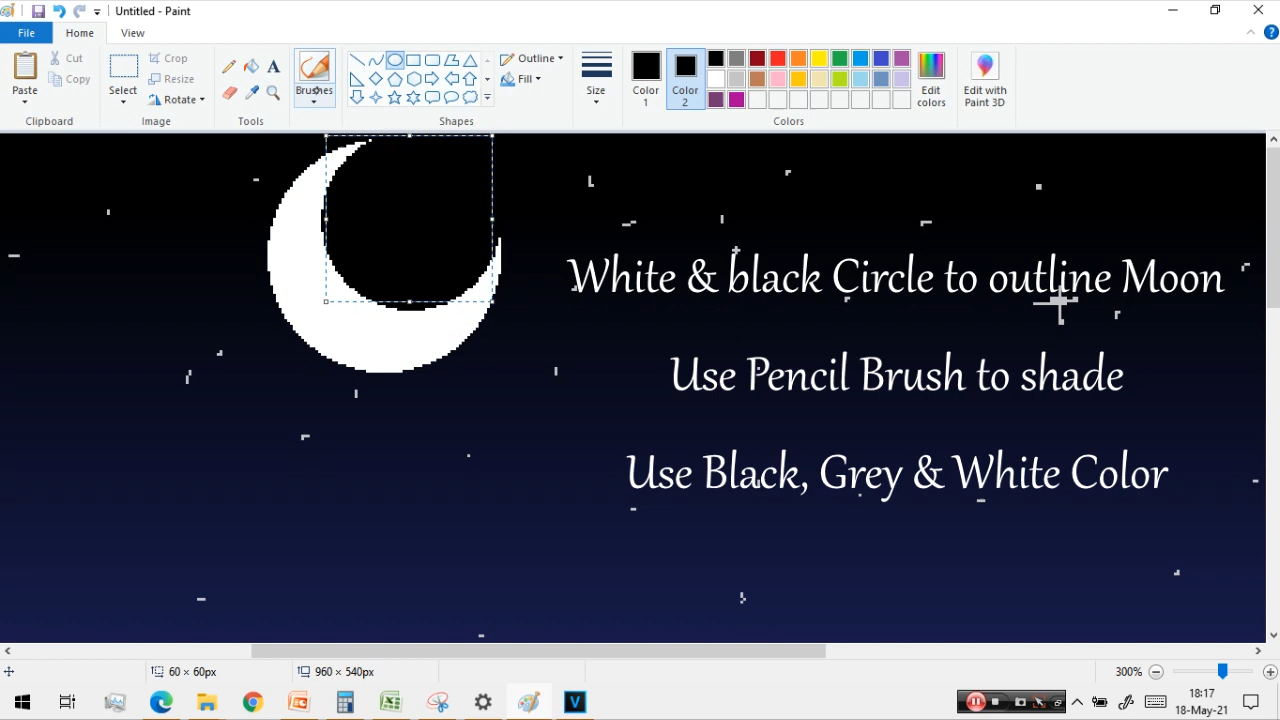 Untitled - Paint
File Home View
Paste Cut Copy
Clipboard
Select Crop Resize Rotate
Image
Tools
Brushes
Outline Fill
Shapes
Size
Color 1 Color 2
Edit colors
Edit with Paint 3D
Colors
White & black Circle to outline Moon
Use Pencil Brush to shade
Use Black, Grey & White Color
60 × 60px 960 × 540px 300%
18:17
18-May-21